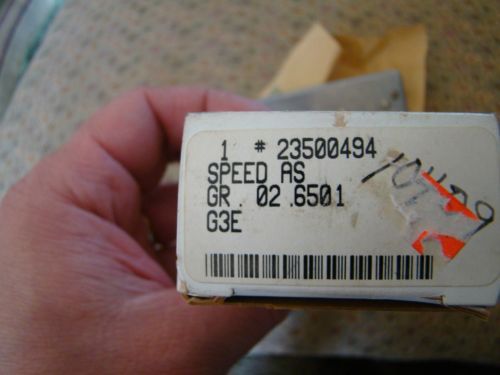 1 # 23500494
SPEED AS
GR. 02.6501
G3E